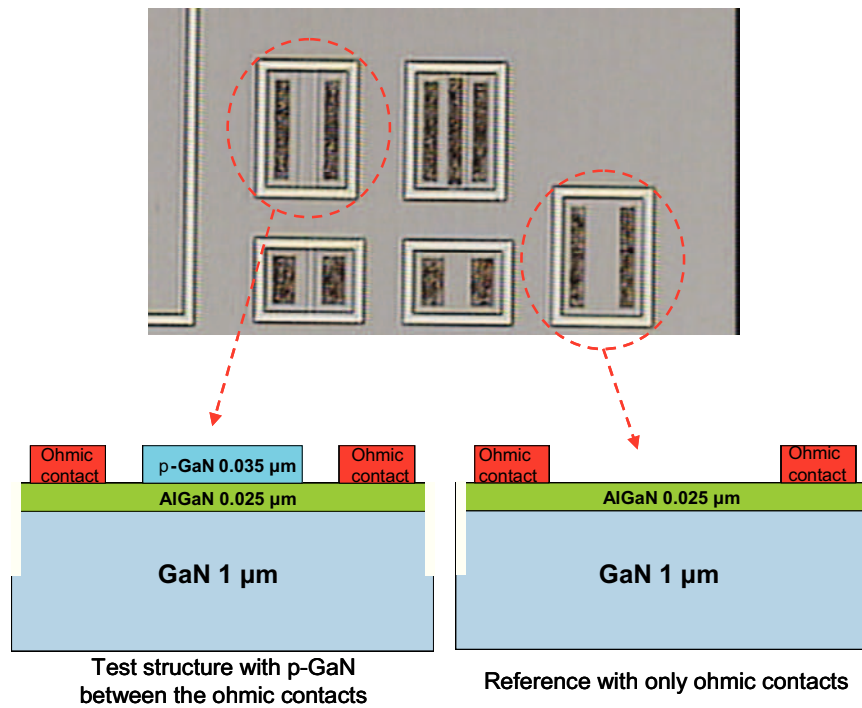 Ohmic
contact
p-GaN 0.035 µm
Ohmic
contact
AlGaN 0.025 µm
GaN 1 µm
Test structure with p-GaN
between the ohmic contacts
Ohmic
contact
Ohmic
contact
AlGaN 0.025 µm
GaN 1 µm
Reference with only ohmic contacts